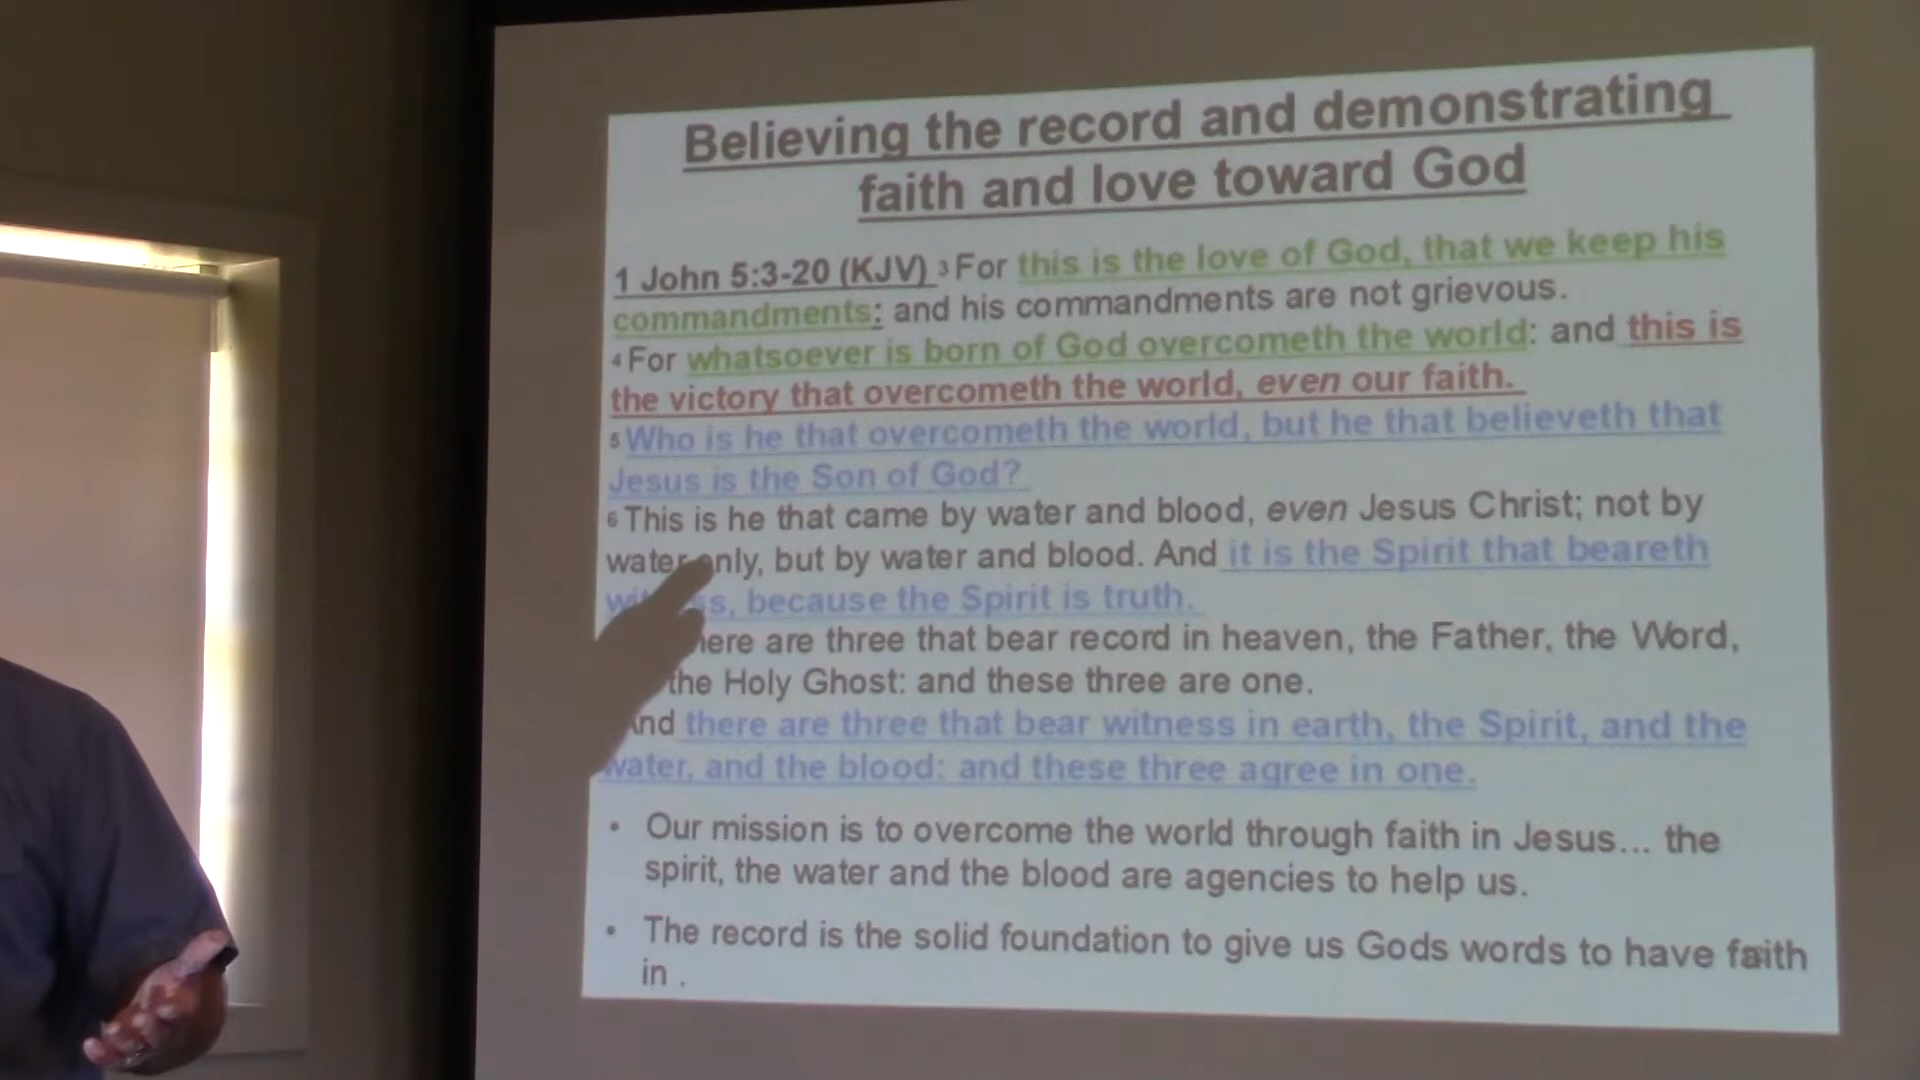 Believing the record and demonstrating
faith and love toward God
1 John 5:3-20 (KJV) 3 For this is the love of God, that we keep his
commandments: and his commandments are not grievous.
4 For whatsoever is born of God overcometh the world: and this is
the victory that overcometh the world, even our faith.
5 Who is he that overcometh the world, but he that believeth that
Jesus is the Son of God?
6 This is he that came by water and blood, even Jesus Christ; not by
water only, but by water and blood. And it is the Spirit that beareth
because the Spirit is truth.
are three that bear record in heaven, the Father, the Word,
the Holy Ghost: and these three are one.
there are three that bear witness in earth, the Spirit, and the
water, and the blood: and these three agree in one.
• Our mission is to overcome the world through faith in Jesus... the
spirit, the water and the blood are agencies to help us.
• The record is the solid foundation to give us Gods words to have faith
in .